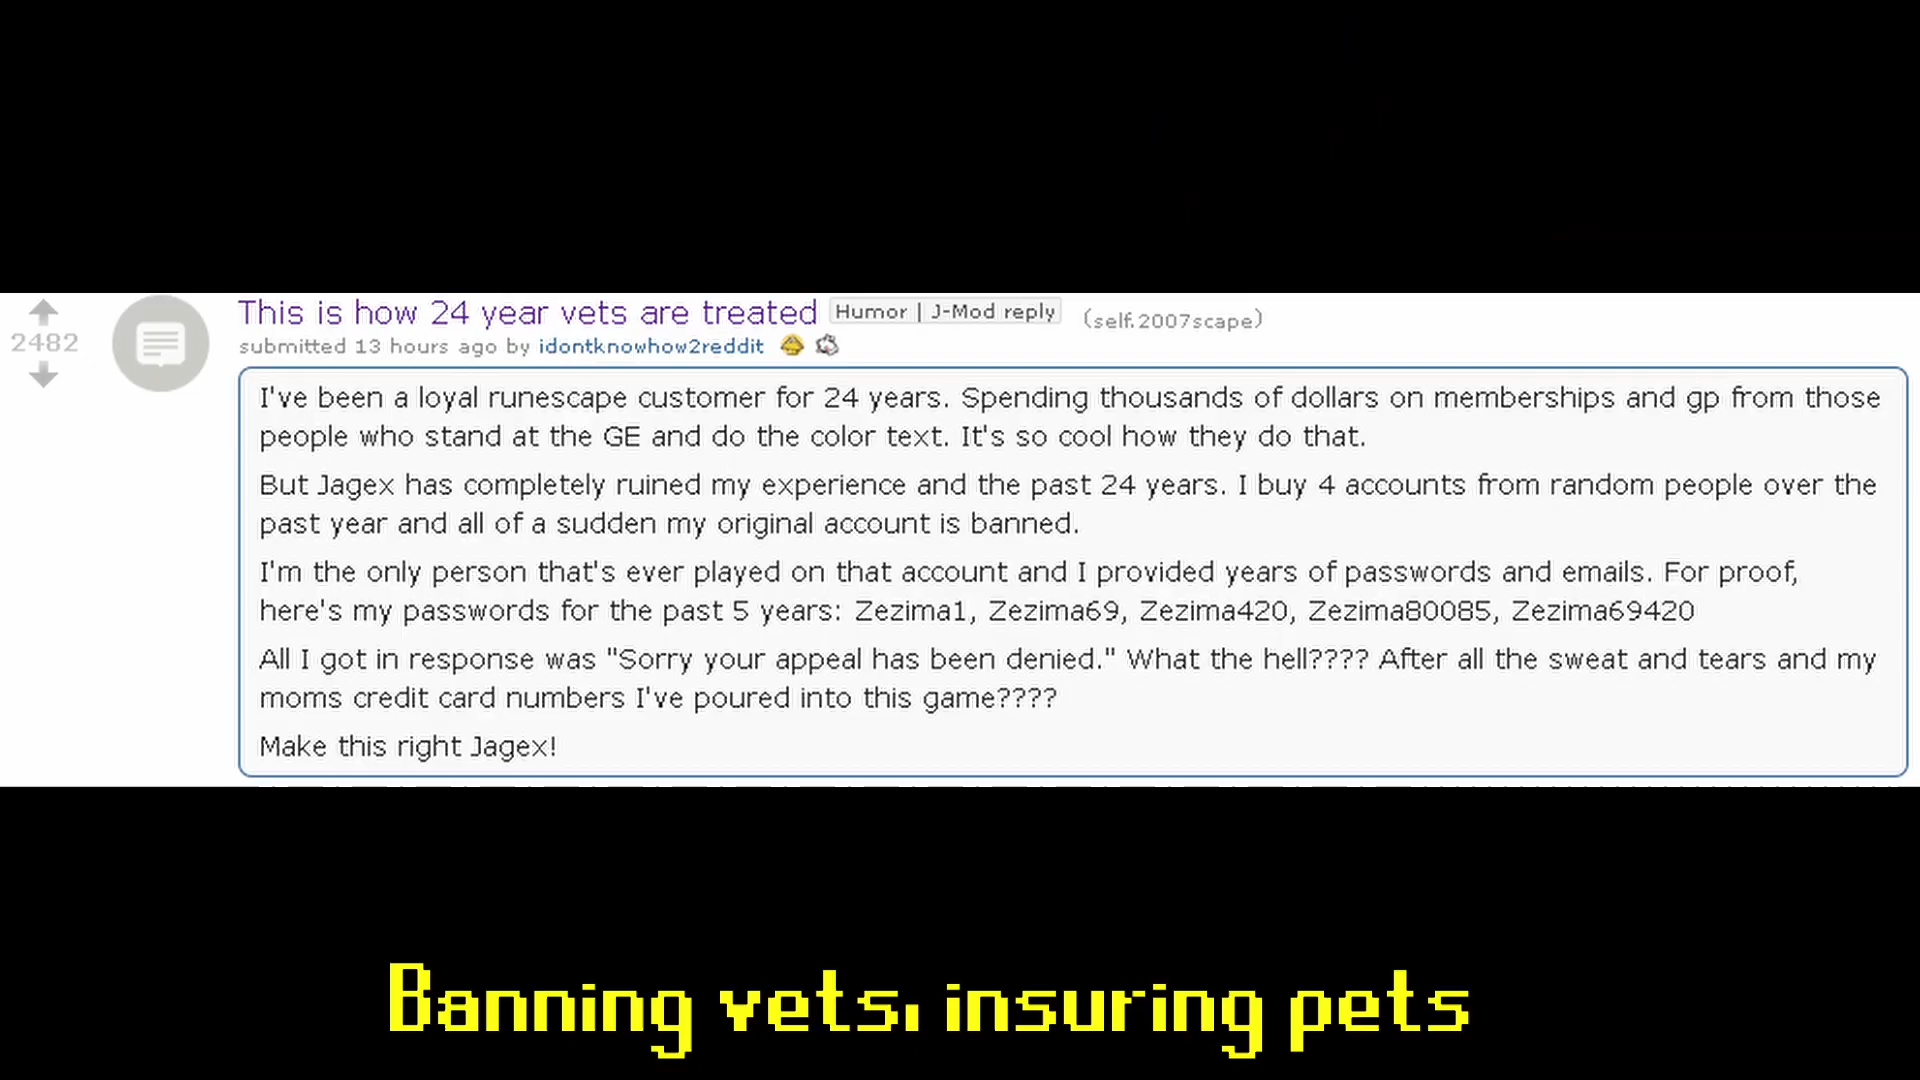 This is how 24 year vets are treated Humor | J-Mod reply (self.2007scape)
2482
submitted 13 hours ago by idontknowhow2reddit
I've been a loyal runescape customer for 24 years. Spending thousands of dollars on memberships and gp from those
people who stand at the GE and do the color text. It's so cool how they do that.
But Jagex has completely ruined my experience and the past 24 years. I buy 4 accounts from random people over the
past year and all of a sudden my original account is banned.
I'm the only person that's ever played on that account and I provided years of passwords and emails. For proof,
here's my passwords for the past 5 years: Zezima1, Zezima69, Zezima420, Zezima80085, Zezima69420
All I got in response was "Sorry your appeal has been denied." What the hell???? After all the sweat and tears and my
moms credit card numbers I've poured into this game????
Make this right Jagex!
Banning vets, insuring pets